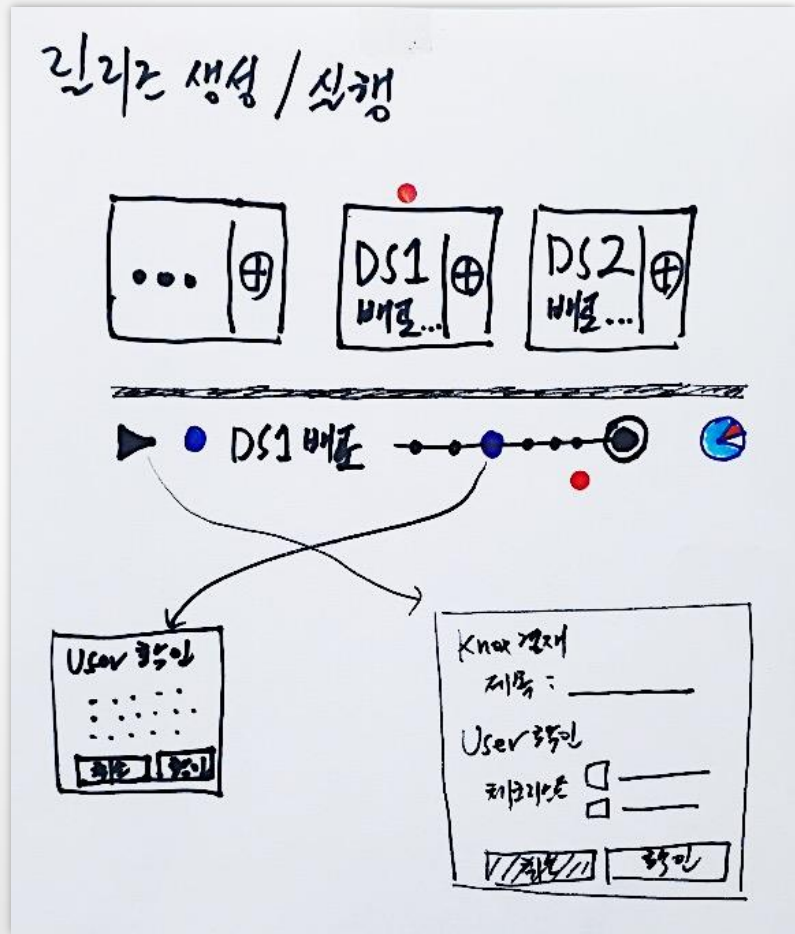 릴리즈 생성 / 실행
...
DS1
배포...
DS2
배포...
DS1 배포
User 확인
취소 확인
Knox 결재
제목 :
User 확인
체크리스트
취소 확인